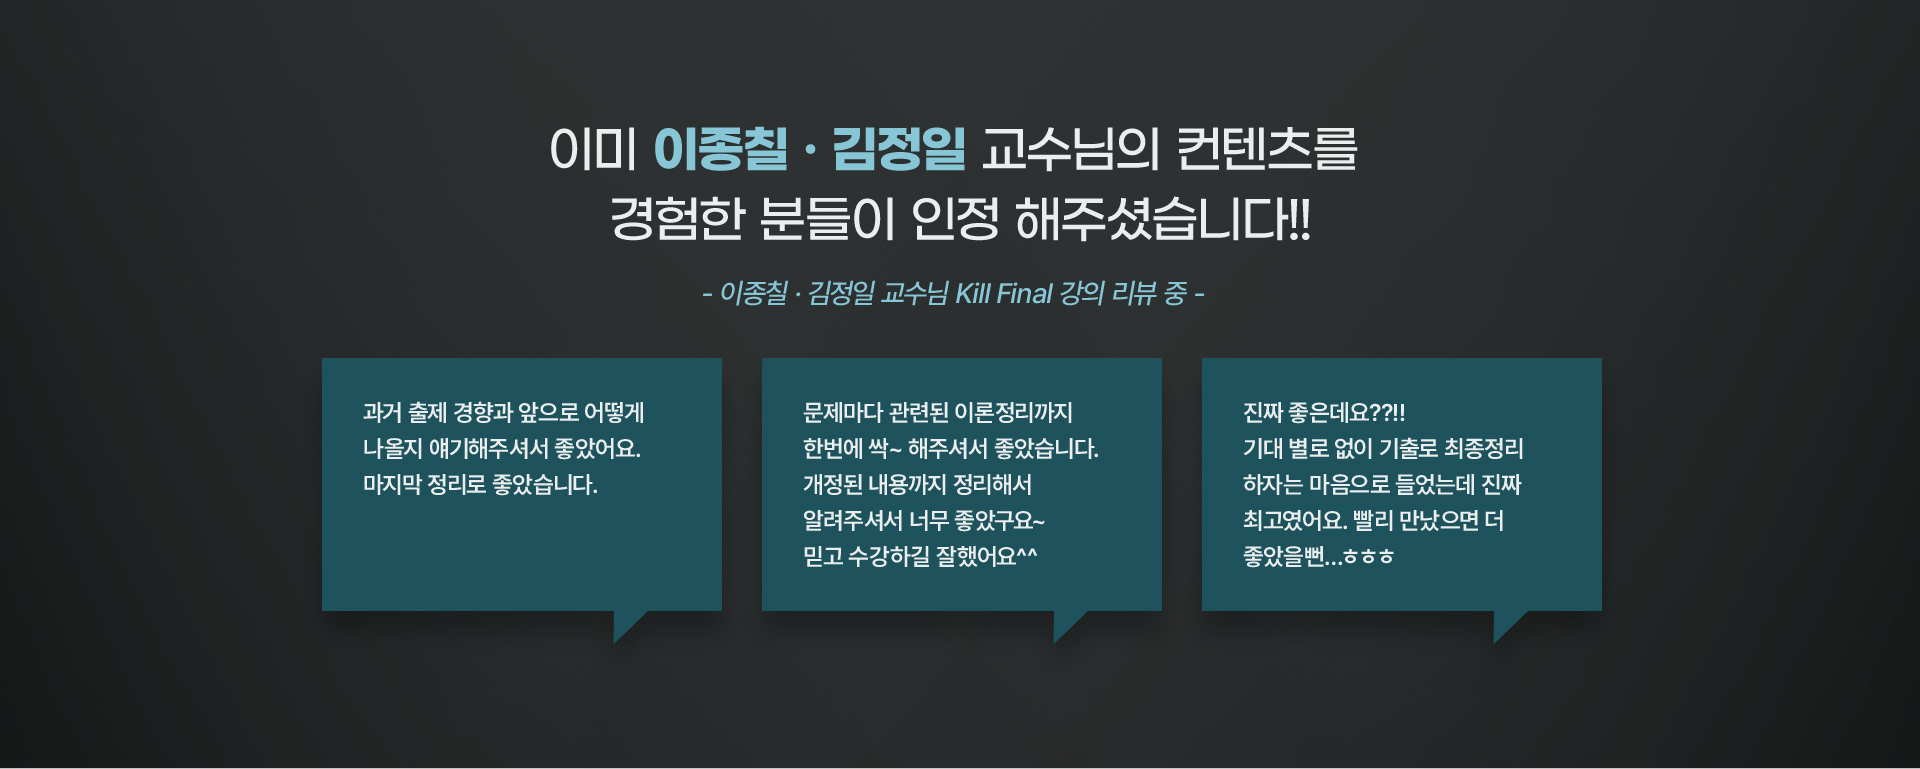 이미 이종칠 · 김정일 교수님의 컨텐츠를
경험한 분들이 인정 해주셨습니다!!
- 이종칠 · 김정일 교수님 Kill Final 강의 리뷰 중 -
과거 출제 경향과 앞으로 어떻게
나올지 얘기해주셔서 좋았어요.
마지막 정리로 좋았습니다.
문제마다 관련된 이론정리까지
한번에 싹~ 해주셔서 좋았습니다.
개정된 내용까지 정리해서
알려주셔서 너무 좋았구요~
믿고 수강하길 잘했어요^^
진짜 좋은데요??!!
기대 별로 없이 기출로 최종정리
하자는 마음으로 들었는데 진짜
최고였어요. 빨리 만났으면 더
좋았을뻔...ㅎㅎㅎ